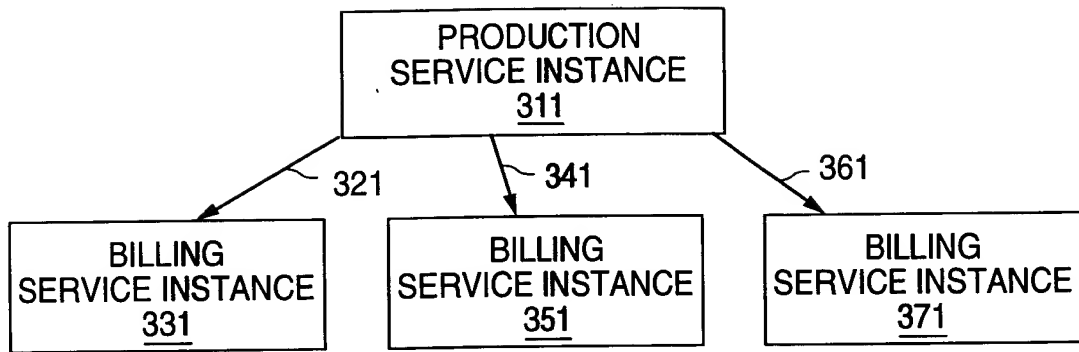 PRODUCTION
SERVICE INSTANCE
311
321
341
361
BILLING
SERVICE INSTANCE
331
BILLING
SERVICE INSTANCE
351
BILLING
SERVICE INSTANCE
371